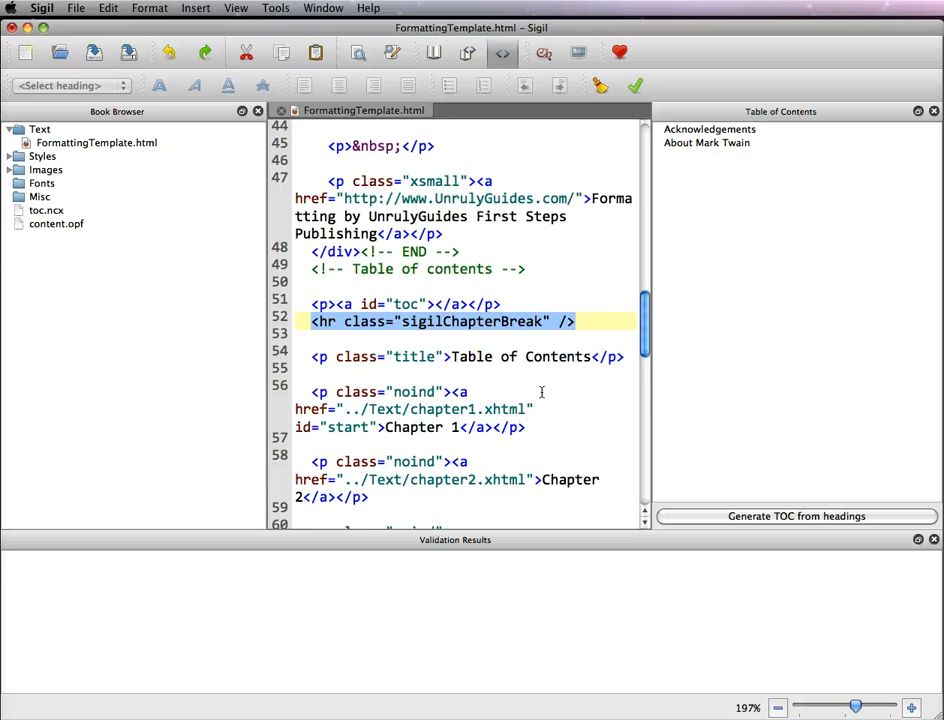 Sigil File Edit Format Insert View Tools Window Help
FormattingTemplate.html - Sigil
<Select heading>
Book Browser
FormattingTemplate.html
Table of Contents
Text
FormattingTemplate.html
Styles
Images
Fonts
Misc
toc.ncx
content.opf
44
45 <p>&nbsp;</p>
46
47 <p class="xsmall"><a
href="http://www.UnrulyGuides.com/">Forma
tting by UnrulyGuides First Steps
Publishing</a></p>
48 </div><!-- END -->
49 <!-- Table of contents -->
50
51 <p><a id="toc"></a></p>
52 <hr class="sigilChapterBreak" />
53
54 <p class="title">Table of Contents</p>
55
56 <p class="noind"><a
href="../Text/chapter1.xhtml"
id="start">Chapter 1</a></p>
57
58 <p class="noind"><a
href="../Text/chapter2.xhtml">Chapter
2</a></p>
59
60
Acknowledgements
About Mark Twain
Generate TOC from headings
Validation Results
197%